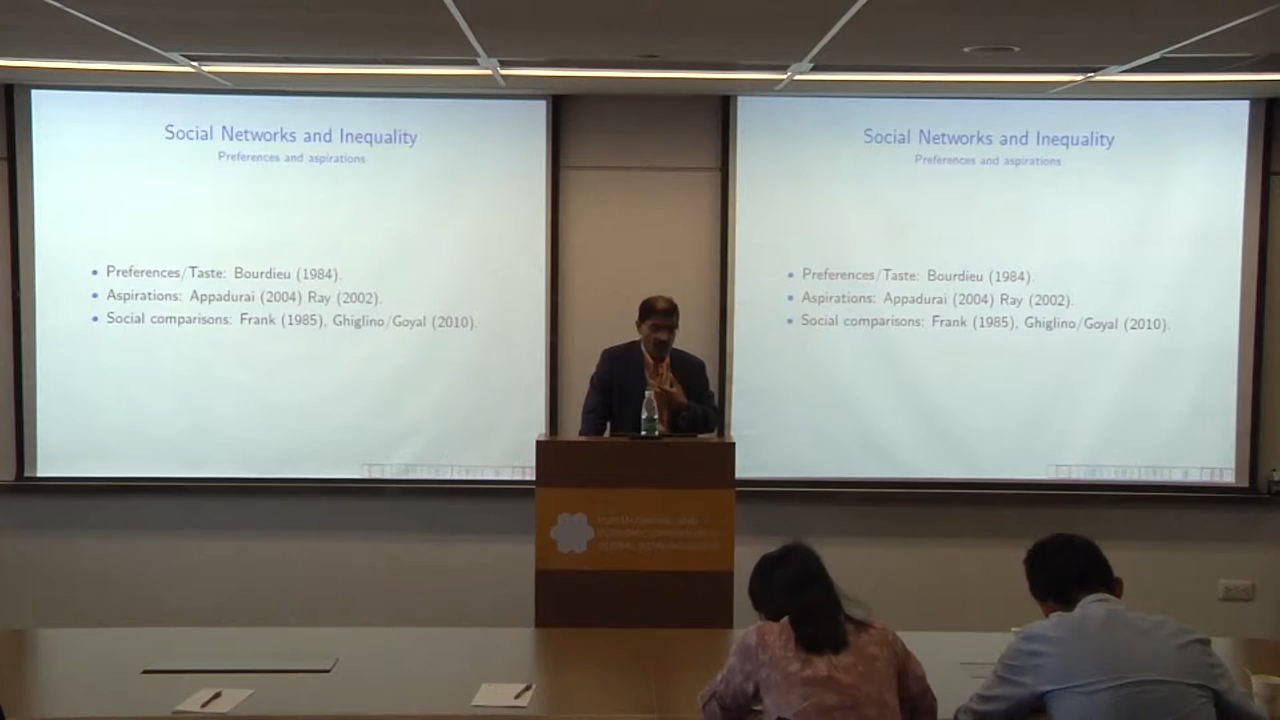 Social Networks and Inequality
Preferences and aspirations
• Preferences/Taste: Bourdieu (1984).
• Aspirations: Appadurai (2004) Ray (2002).
• Social comparisons: Frank (1985), Ghiglino/Goyal (2010).
Social Networks and Inequality
Preferences and aspirations
• Preferences/Taste: Bourdieu (1984).
• Aspirations: Appadurai (2004) Ray (2002).
• Social comparisons: Frank (1985), Ghiglino/Goyal (2010).